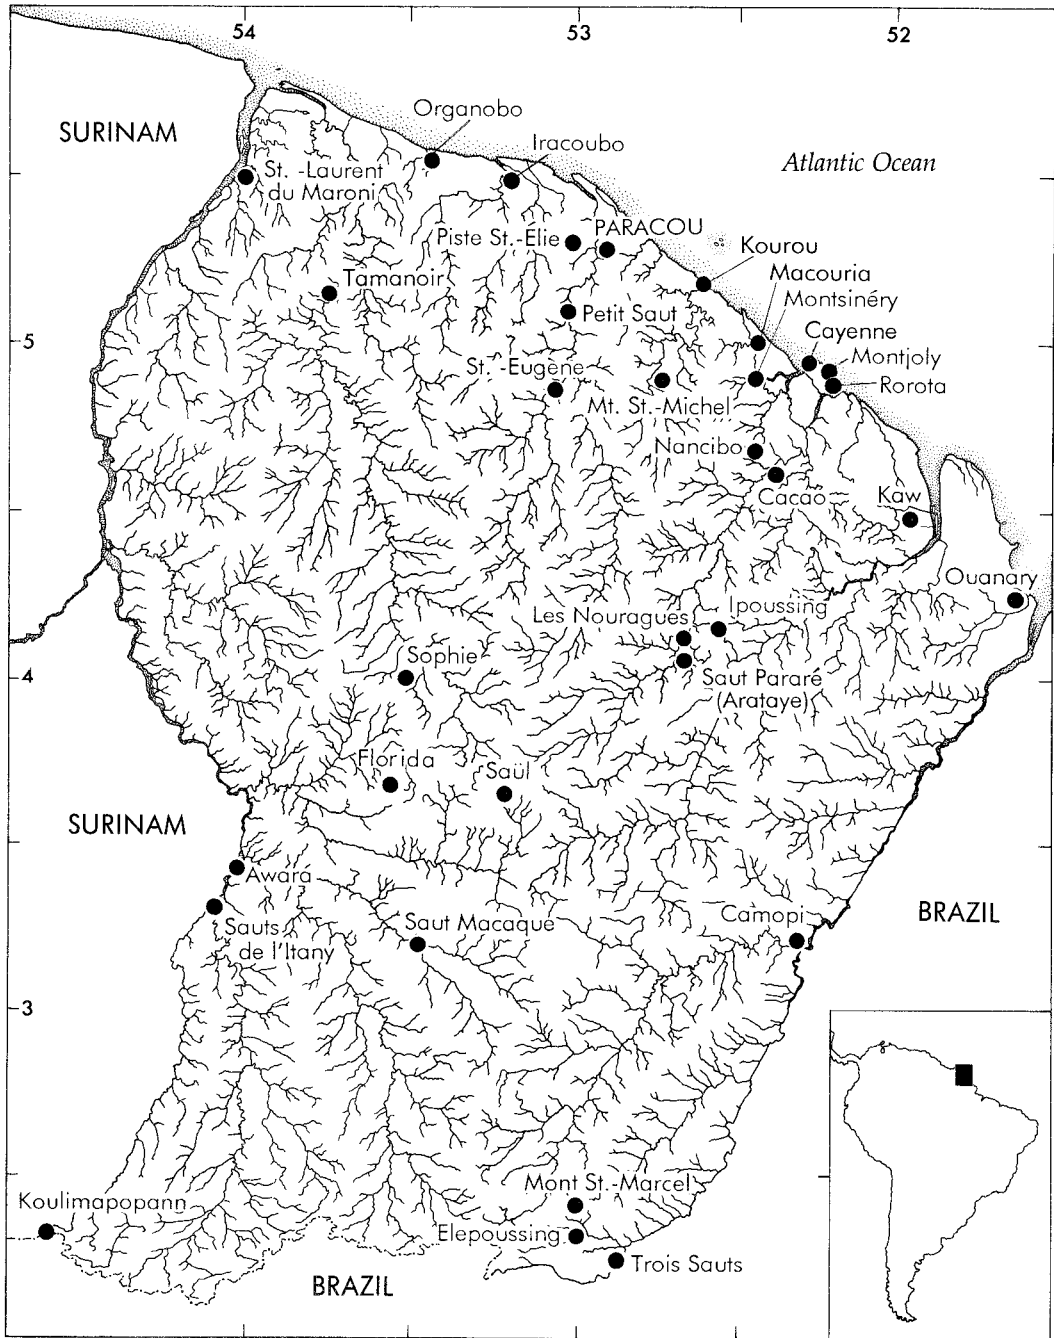 54
53
52
SURINAM
Organobo
Iracoubo
Atlantic Ocean
St. -Laurent
du Maroni
Piste St.-Élie
PARACOU
Kourou
Tamanoir
Macouria
Montsinéry
Petit Saut
5
Cayenne
Montjoly
St. -Eugène
Rorota
Mt. St.-Michel
Nancibo
Cacao
Kaw
Ouanary
Ipoussing
Les Nouragues
Sophie
4
Saut Pararé
(Arataye)
Florida
Saül
SURINAM
Awara
BRAZIL
Sauts
de l'Itany
Saut Macaque
Camopi
3
Mont St.-Marcel
Koulimapopann
Elepoussing
Trois Sauts
BRAZIL